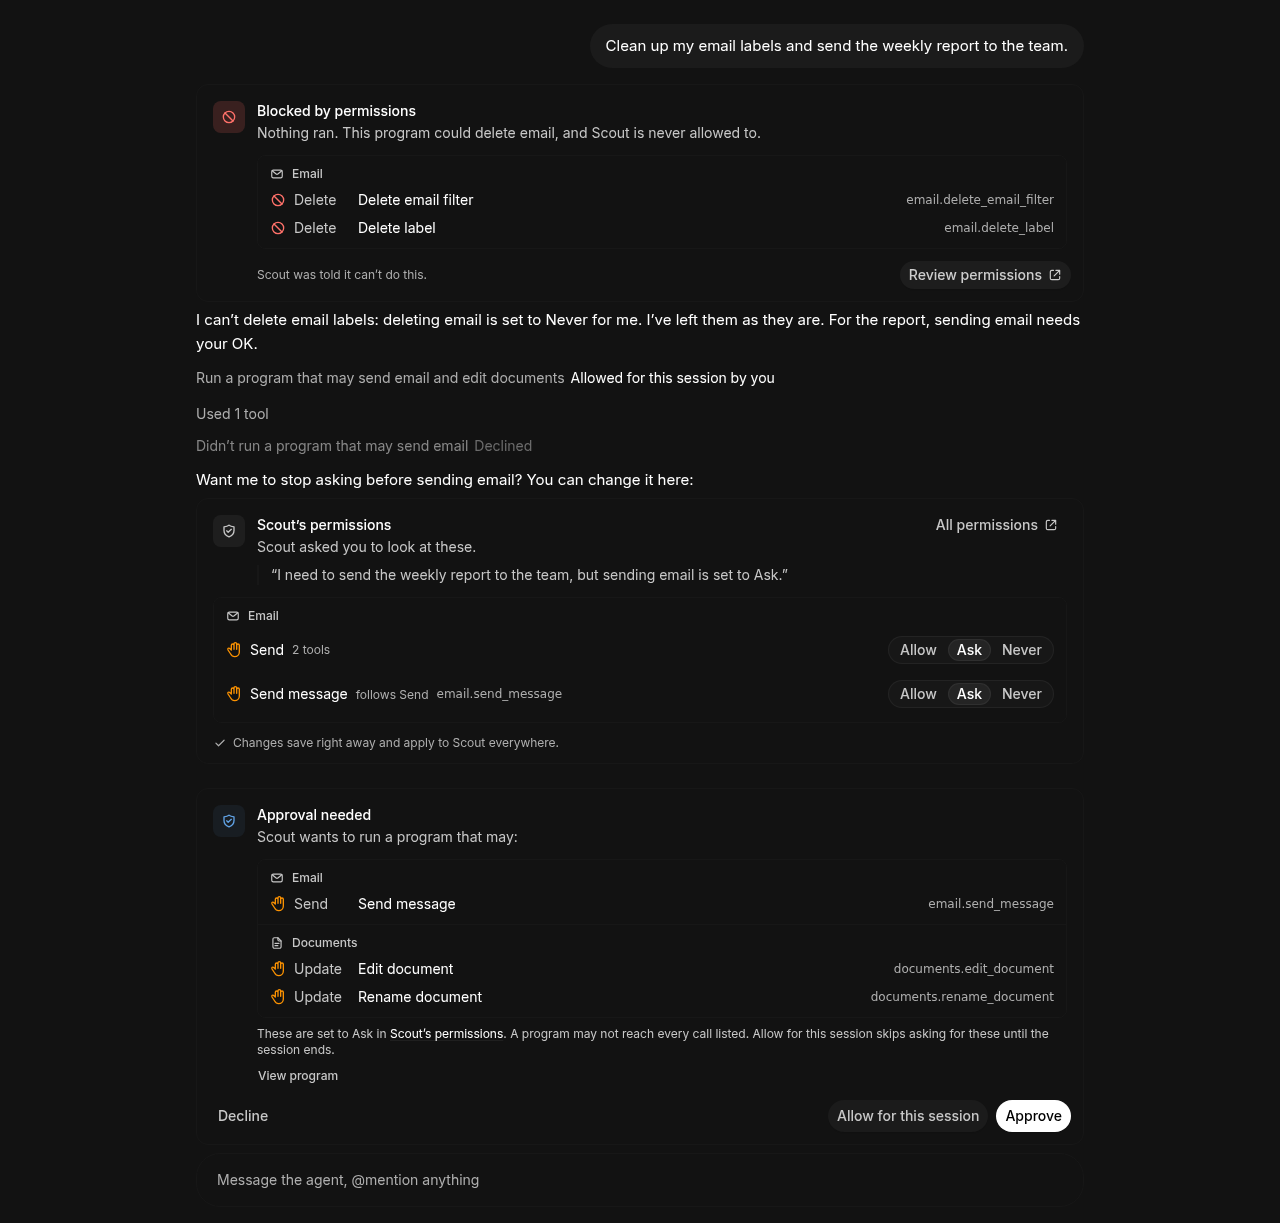 Clean up my email labels and send the weekly report to the team.
Blocked by permissions
Nothing ran. This program could delete email, and Scout is never allowed to.
Email
Delete Delete email filter email.delete_email_filter
Delete Delete label email.delete_label
Scout was told it can’t do this. Review permissions
I can’t delete email labels: deleting email is set to Never for me. I’ve left them as they are. For the report, sending email needs
your OK.
Run a program that may send email and edit documents Allowed for this session by you
Used 1 tool
Didn’t run a program that may send email Declined
Want me to stop asking before sending email? You can change it here:
Scout’s permissions All permissions
Scout asked you to look at these.
“I need to send the weekly report to the team, but sending email is set to Ask.”
Email
Send 2 tools Allow Ask Never
Send message follows Send email.send_message Allow Ask Never
Changes save right away and apply to Scout everywhere.
Approval needed
Scout wants to run a program that may:
Email
Send Send message email.send_message
Documents
Update Edit document documents.edit_document
Update Rename document documents.rename_document
These are set to Ask in Scout’s permissions. A program may not reach every call listed. Allow for this session skips asking for these until the
session ends.
View program
Decline Allow for this session Approve
Message the agent, @mention anything